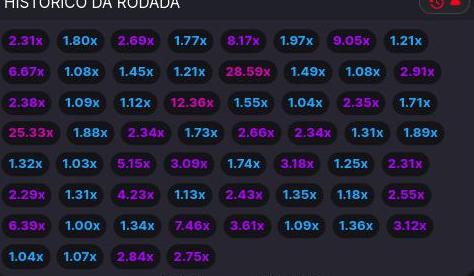 HISTÓRICO DA RODADA
2.31x 1.80x 2.69x 1.77x 8.17x 1.97x 9.05x 1.21x
6.67x 1.08x 1.45x 1.21x 28.59x 1.49x 1.08x 2.91x
2.38x 1.09x 1.12x 12.36x 1.55x 1.04x 2.35x 1.71x
25.33x 1.88x 2.34x 1.73x 2.66x 2.34x 1.31x 1.89x
1.32x 1.03x 5.15x 3.09x 1.74x 3.18x 1.25x 2.31x
2.29x 1.31x 4.23x 1.13x 2.43x 1.35x 1.18x 2.55x
6.39x 1.00x 1.34x 7.46x 3.61x 1.09x 1.36x 3.12x
1.04x 1.07x 2.84x 2.75x